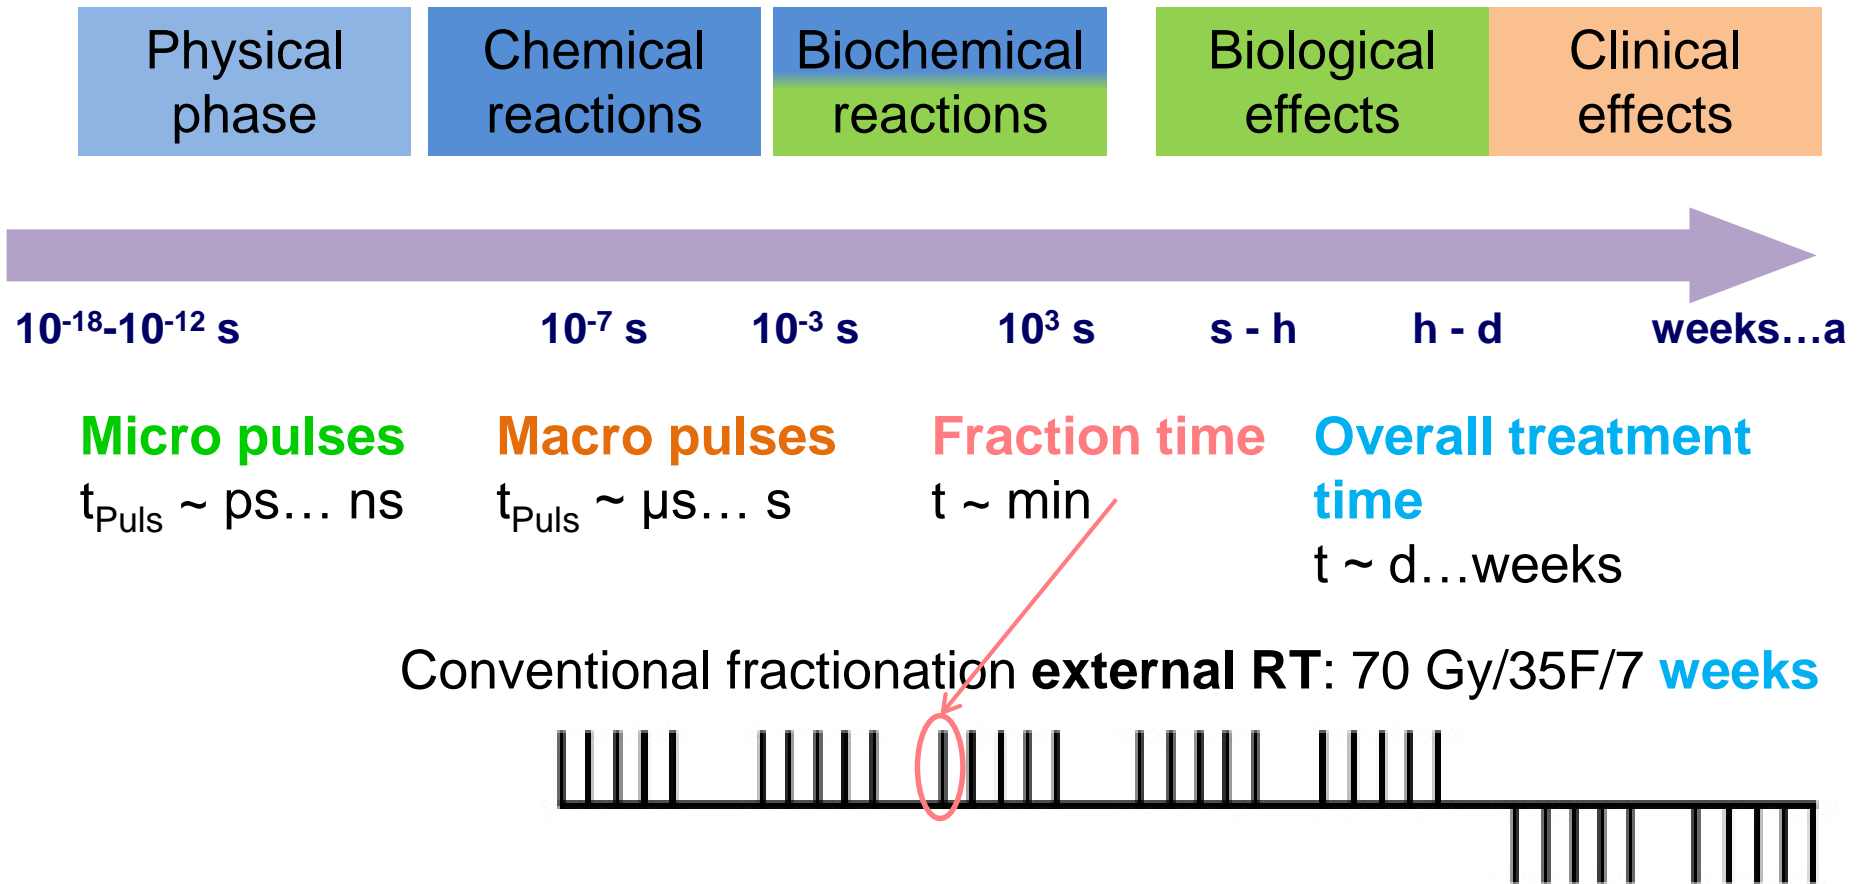 Physical
phase
Chemical
reactions
Biochemical
reactions
Biological
effects
Clinical
effects
10⁻¹⁸-10⁻¹² s
10⁻⁷ s
10⁻³ s
10³ s
s - h
h - d
weeks…a
Micro pulses
t_Puls ~ ps… ns
Macro pulses
t_Puls ~ µs… s
Fraction time
t ~ min
Overall treatment
time
t ~ d…weeks
Conventional fractionation external RT: 70 Gy/35F/7 weeks